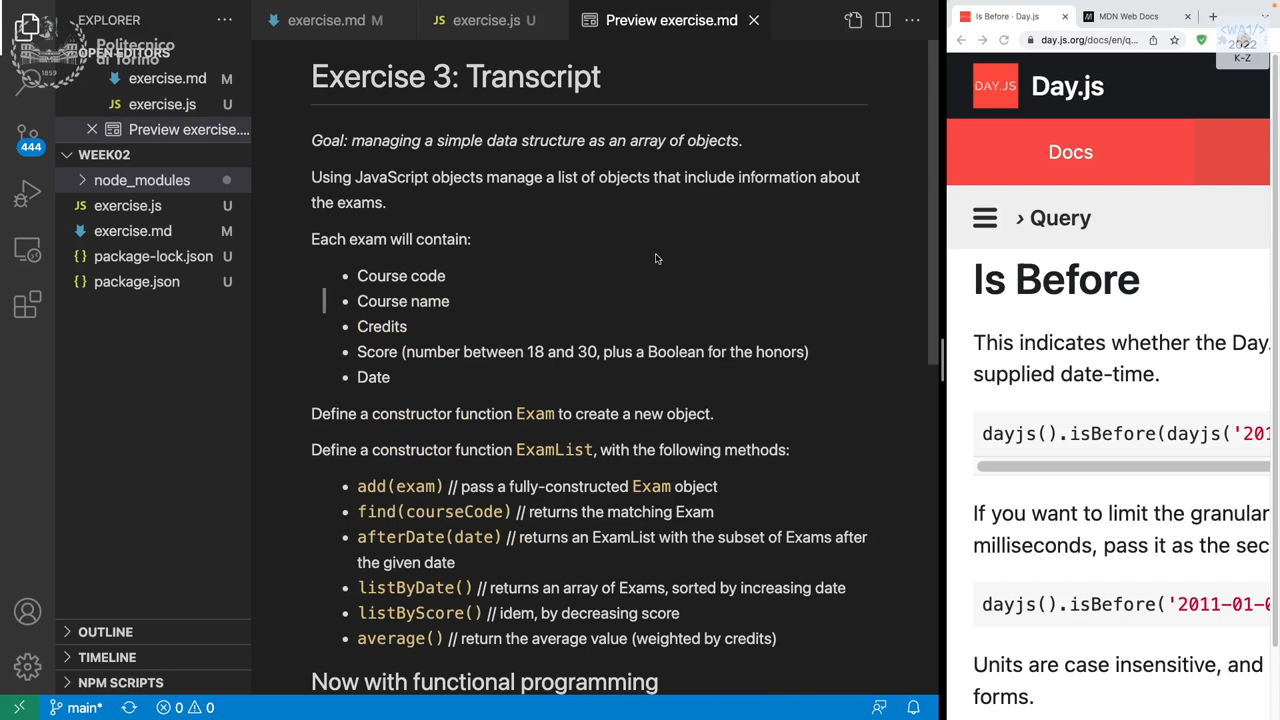 EXPLORER
OPEN EDITORS
exercise.md M
exercise.js U
Preview exercise....
WEEK02
node_modules
exercise.js U
exercise.md U
package-lock.json U
package.json U
OUTLINE
TIMELINE
NPM SCRIPTS
444
Politecnico
di Torino
1859
exercise.md M
exercise.js U
Preview exercise.md
Exercise 3: Transcript
Goal: managing a simple data structure as an array of objects.
Using JavaScript objects manage a list of objects that include information about
the exams.
Each exam will contain:
Course code
Course name
Credits
Score (number between 18 and 30, plus a Boolean for the honors)
Date
Define a constructor function Exam to create a new object.
Define a constructor function ExamList, with the following methods:
add(exam) // pass a fully-constructed Exam object
find(courseCode) // returns the matching Exam
afterDate(date) // returns an ExamList with the subset of Exams after
the given date
listByDate() // returns an array of Exams, sorted by increasing date
listByScore() // idem, by decreasing score
average() // return the average value (weighted by credits)
Now with functional programming
main*
0 0
Is Before · Day.js
MDN Web Docs
day.js.org/docs/en/q...
<WA1/>
2022
K-Z
DAY.JS
Day.js
Docs
› Query
Is Before
This indicates whether the Day.
supplied date-time.
dayjs().isBefore(dayjs('201
If you want to limit the granular
milliseconds, pass it as the sec
dayjs().isBefore('2011-01-0
Units are case insensitive, and
forms.